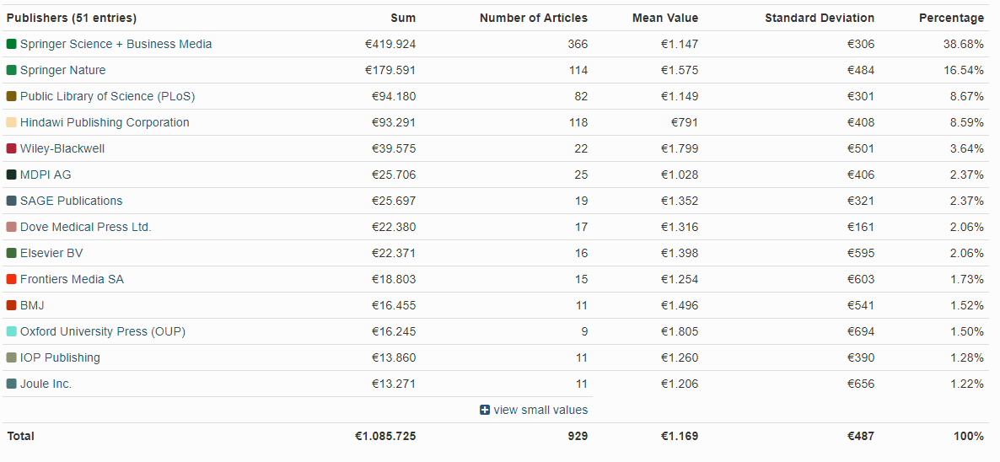 Publishers (51 entries) Sum Number of Articles Mean Value Standard Deviation Percentage
Springer Science + Business Media €419.924 366 €1.147 €306 38.68%
Springer Nature €179.591 114 €1.575 €484 16.54%
Public Library of Science (PLoS) €94.180 82 €1.149 €301 8.67%
Hindawi Publishing Corporation €93.291 118 €791 €408 8.59%
Wiley-Blackwell €39.575 22 €1.799 €501 3.64%
MDPI AG €25.706 25 €1.028 €406 2.37%
SAGE Publications €25.697 19 €1.352 €321 2.37%
Dove Medical Press Ltd. €22.380 17 €1.316 €161 2.06%
Elsevier BV €22.371 16 €1.398 €595 2.06%
Frontiers Media SA €18.803 15 €1.254 €603 1.73%
BMJ €16.455 11 €1.496 €541 1.52%
Oxford University Press (OUP) €16.245 9 €1.805 €694 1.50%
IOP Publishing €13.860 11 €1.260 €390 1.28%
Joule Inc. €13.271 11 €1.206 €656 1.22%
view small values
Total €1.085.725 929 €1.169 €487 100%